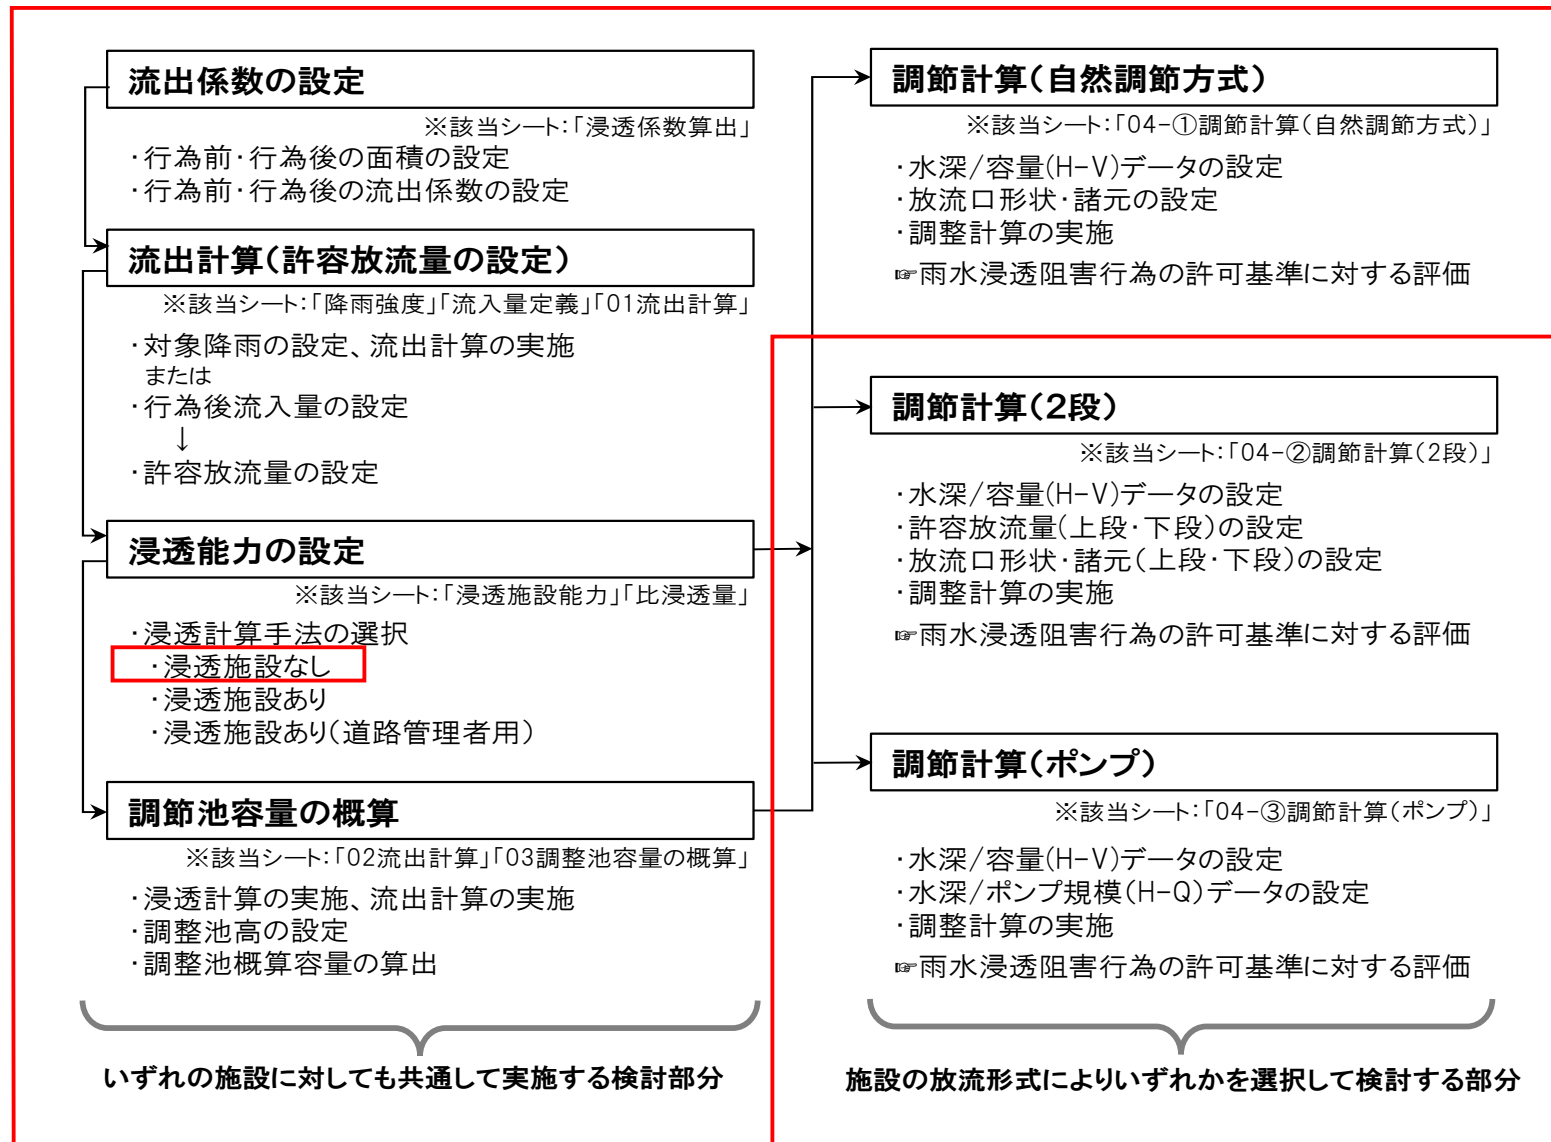 流出係数の設定
※該当シート:「浸透係数算出」
・行為前・行為後の面積の設定
・行為前・行為後の流出係数の設定
流出計算(許容放流量の設定)
※該当シート:「降雨強度」「流入量定義」「01流出計算」
・対象降雨の設定、流出計算の実施
または
・行為後流入量の設定
↓
・許容放流量の設定
浸透能力の設定
※該当シート:「浸透施設能力」「比浸透量」
・浸透計算手法の選択
・浸透施設なし
・浸透施設あり
・浸透施設あり(道路管理者用)
調節池容量の概算
※該当シート:「02流出計算」「03調整池容量の概算」
・浸透計算の実施、流出計算の実施
・調整池高の設定
・調整池概算容量の算出
いずれの施設に対しても共通して実施する検討部分
調節計算(自然調節方式)
※該当シート:「04-①調節計算(自然調節方式)」
・水深/容量(H-V)データの設定
・放流口形状・諸元の設定
・調整計算の実施
☞雨水浸透阻害行為の許可基準に対する評価
調節計算(2段)
※該当シート:「04-②調節計算(2段)」
・水深/容量(H-V)データの設定
・許容放流量(上段・下段)の設定
・放流口形状・諸元(上段・下段)の設定
・調整計算の実施
☞雨水浸透阻害行為の許可基準に対する評価
調節計算(ポンプ)
※該当シート:「04-③調節計算(ポンプ)」
・水深/容量(H-V)データの設定
・水深/ポンプ規模(H-Q)データの設定
・調整計算の実施
☞雨水浸透阻害行為の許可基準に対する評価
施設の放流形式によりいずれかを選択して検討する部分